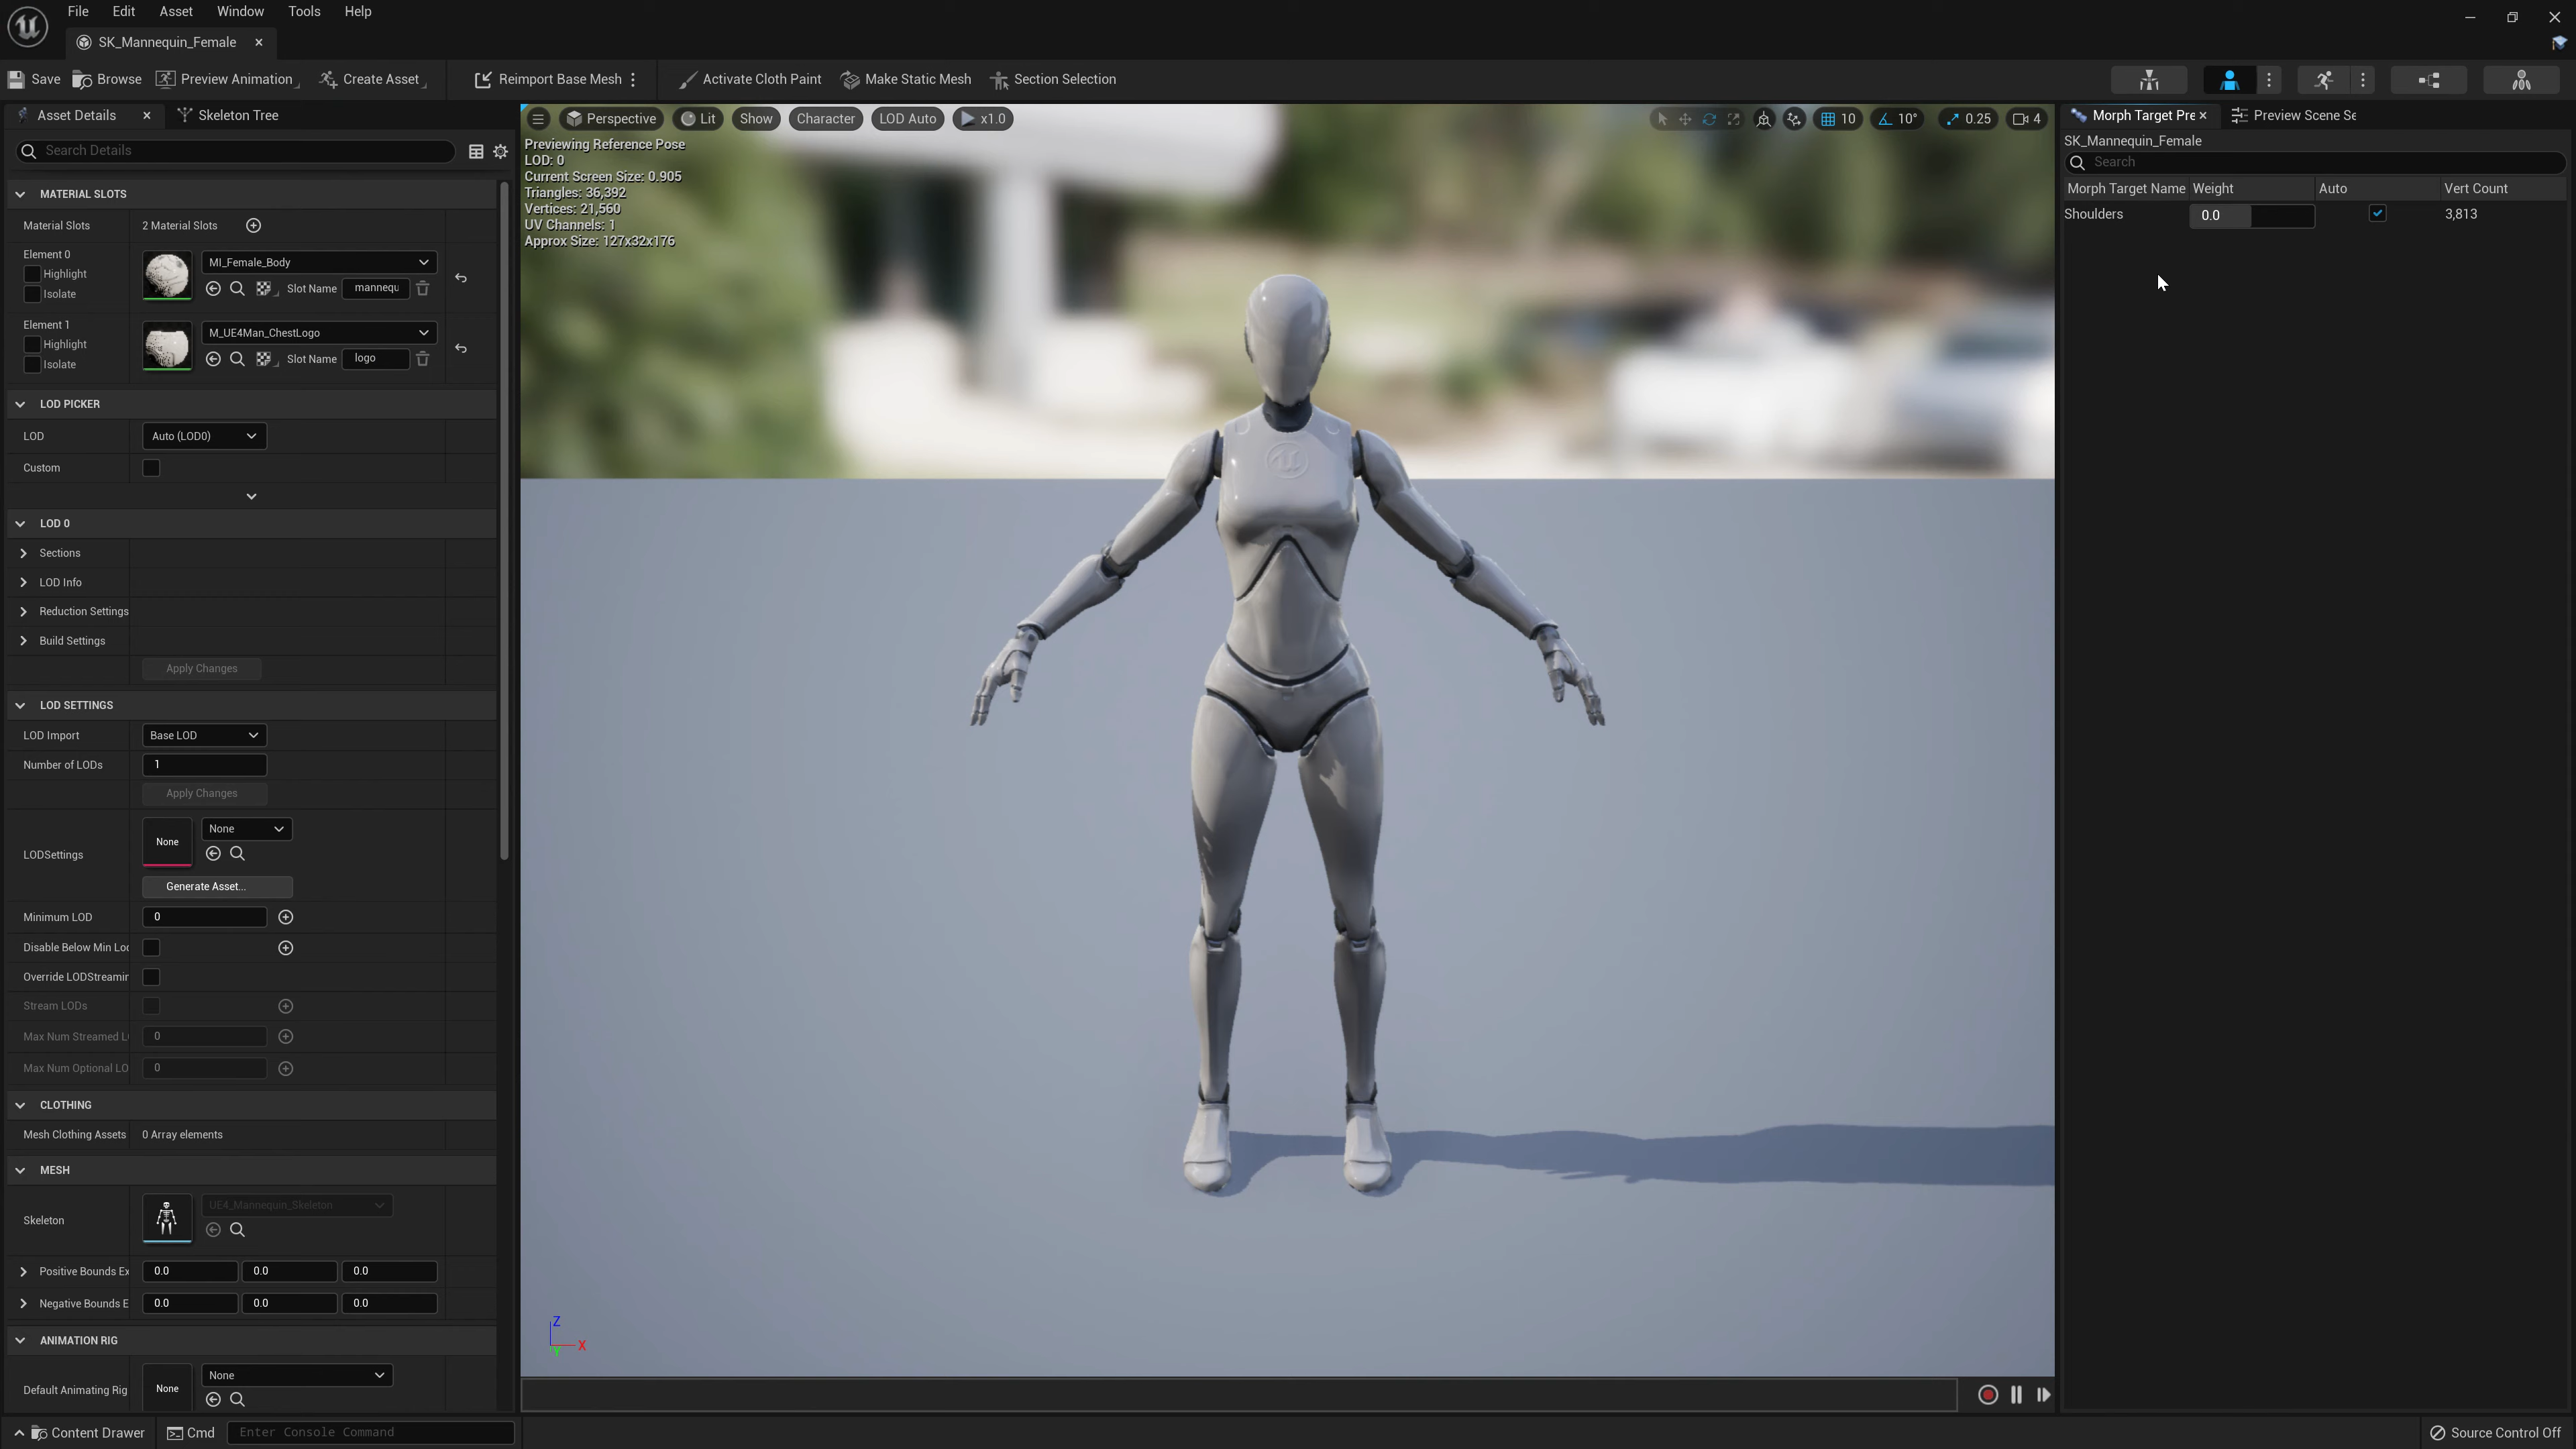 File Edit Asset Window Tools Help
SK_Mannequin_Female
Save Browse Preview Animation Create Asset Reimport Base Mesh Activate Cloth Paint Make Static Mesh Section Selection
Asset Details Skeleton Tree
Search Details
MATERIAL SLOTS
Material Slots 2 Material Slots
Element 0
Highlight
Isolate
MI_Female_Body
Slot Name mannequ
Element 1
Highlight
Isolate
M_UE4Man_ChestLogo
Slot Name logo
LOD PICKER
LOD Auto (LOD0)
Custom
LOD 0
Sections
LOD Info
Reduction Settings
Build Settings
Apply Changes
LOD SETTINGS
LOD Import Base LOD
Number of LODs 1
Apply Changes
LODSettings None None
Generate Asset...
Minimum LOD 0
Disable Below Min Loc
Override LODStreamin
Stream LODs
Max Num Streamed L 0
Max Num Optional LO 0
CLOTHING
Mesh Clothing Assets 0 Array elements
MESH
Skeleton UE4_Mannequin_Skeleton
Positive Bounds Ex 0.0 0.0 0.0
Negative Bounds E 0.0 0.0 0.0
ANIMATION RIG
Default Animating Rig None None
Perspective Lit Show Character LOD Auto x1.0 10 10° 0.25 4
Previewing Reference Pose
LOD: 0
Current Screen Size: 0.905
Triangles: 36,392
Vertices: 21,560
UV Channels: 1
Approx Size: 127x32x176
Z
X
Y
Morph Target Pre Preview Scene Se
SK_Mannequin_Female
Search
Morph Target Name Weight Auto Vert Count
Shoulders 0.0 3,813
Content Drawer Cmd Enter Console Command Source Control Off